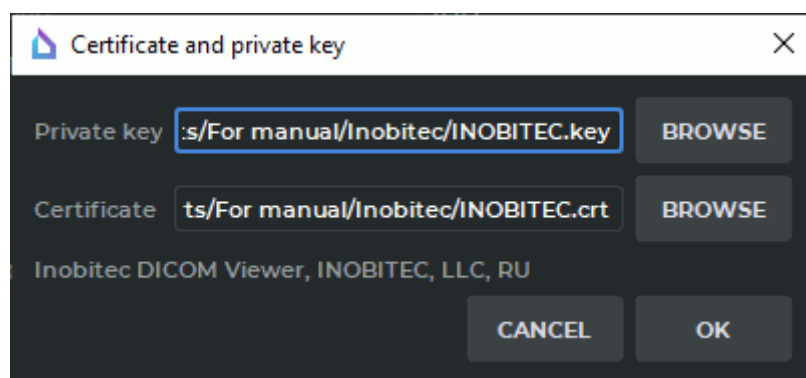 Certificate and private key
Private key :s/For manual/Inobitec/INOBITEC.key BROWSE
Certificate ts/For manual/Inobitec/INOBITEC.crt BROWSE
Inobitec DICOM Viewer, INOBITEC, LLC, RU
CANCEL OK